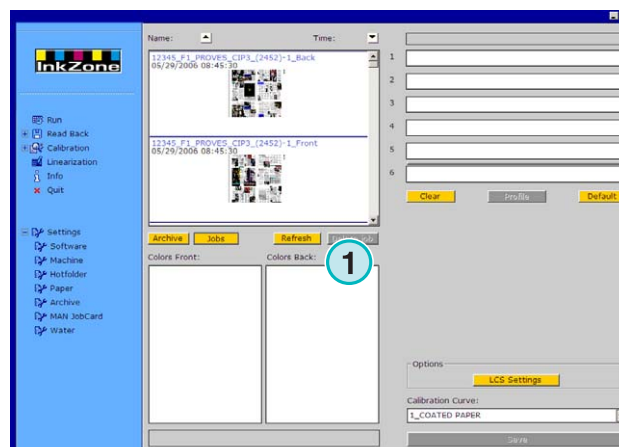 Name:
Time:
InkZone
12345_F1_PROVES_CIP3_(2452)-1_Back
05/29/2006 08:45:30
12345_F1_PROVES_CIP3_(2452)-1_Front
05/29/2006 08:45:30
Run
Read Back
Calibration
Linearization
Info
Quit
Settings
Software
Machine
Hotfolder
Paper
Archive
MAN JobCard
Water
Archive
Jobs
Refresh
Colors Front:
Colors Back:
1
1
2
3
4
5
6
Clear
Profile
Default
Options
LCS Settings
Calibration Curve:
1_COATED PAPER
Save